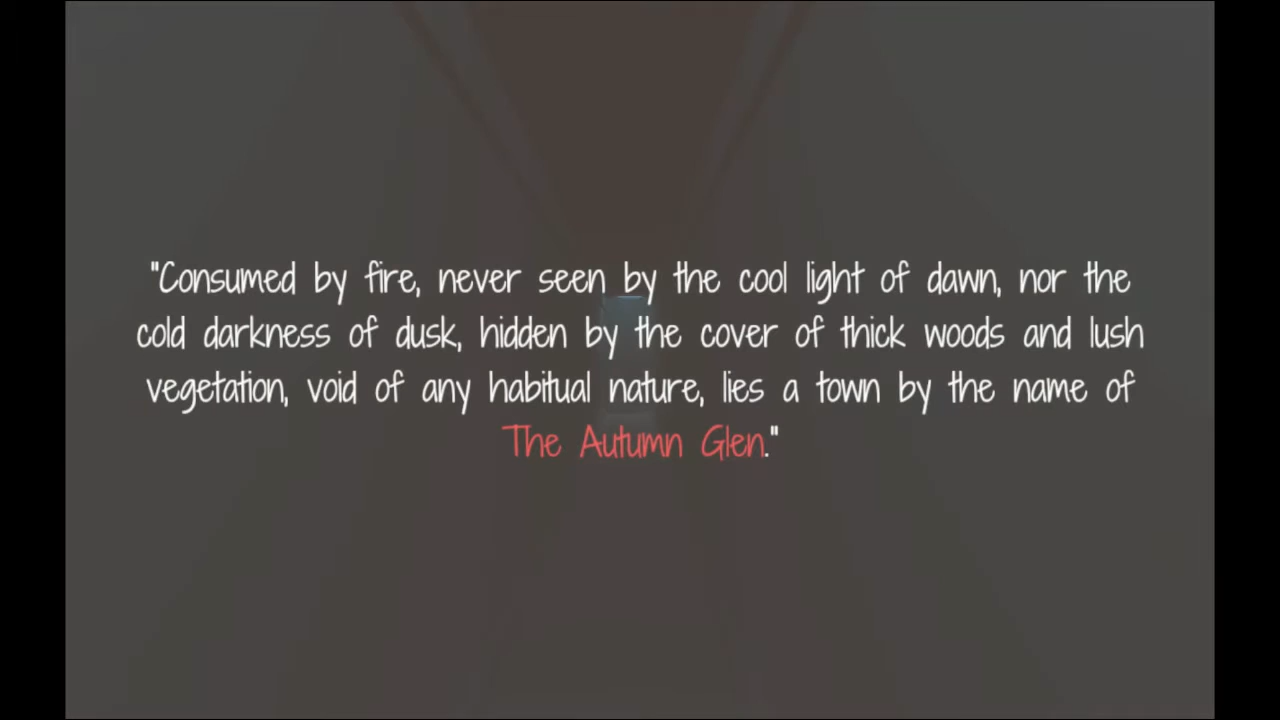 "Consumed by fire, never seen by the cool light of dawn, nor the
cold darkness of dusk, hidden by the cover of thick woods and lush
vegetation, void of any habitual nature, lies a town by the name of
The Autumn Glen."